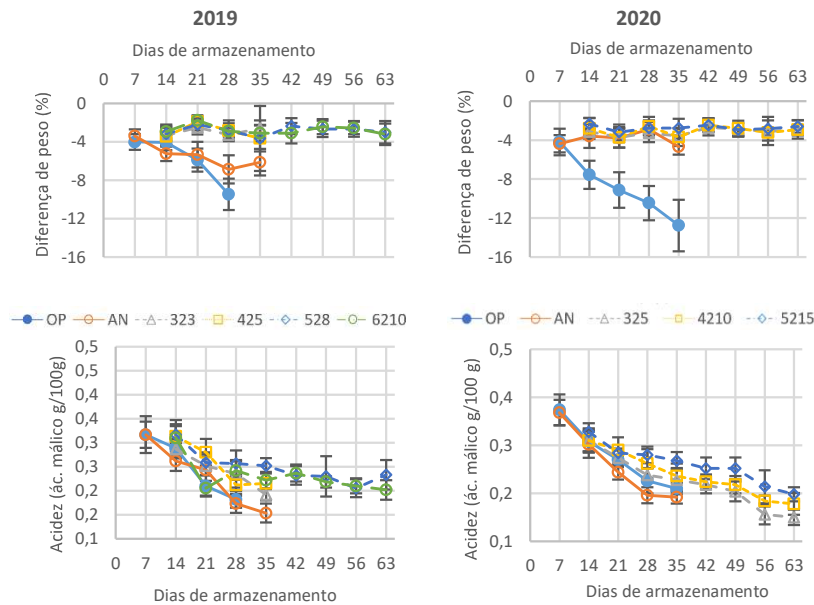 2019
Dias de armazenamento
0 7 14 21 28 35 42 49 56 63
0
-4
-8
-12
-16
Diferença de peso (%)
2020
Dias de armazenamento
0 7 14 21 28 35 42 49 56 63
0
-4
-8
-12
-16
Diferença de peso (%)
OP AN 323 425 528 6210
OP AN 325 4210 5215
0,5
0,5
0,4
0,3
0,3
0,2
0,2
0,1
0,1
Acidez (ác. málico g/100g)
0 7 14 21 28 35 42 49 56 63
Dias de armazenamento
0,5
0,4
0,3
0,2
0,1
Acidez (ác. málico g/100 g)
0 7 14 21 28 35 42 49 56 63
Dias de armazenamento